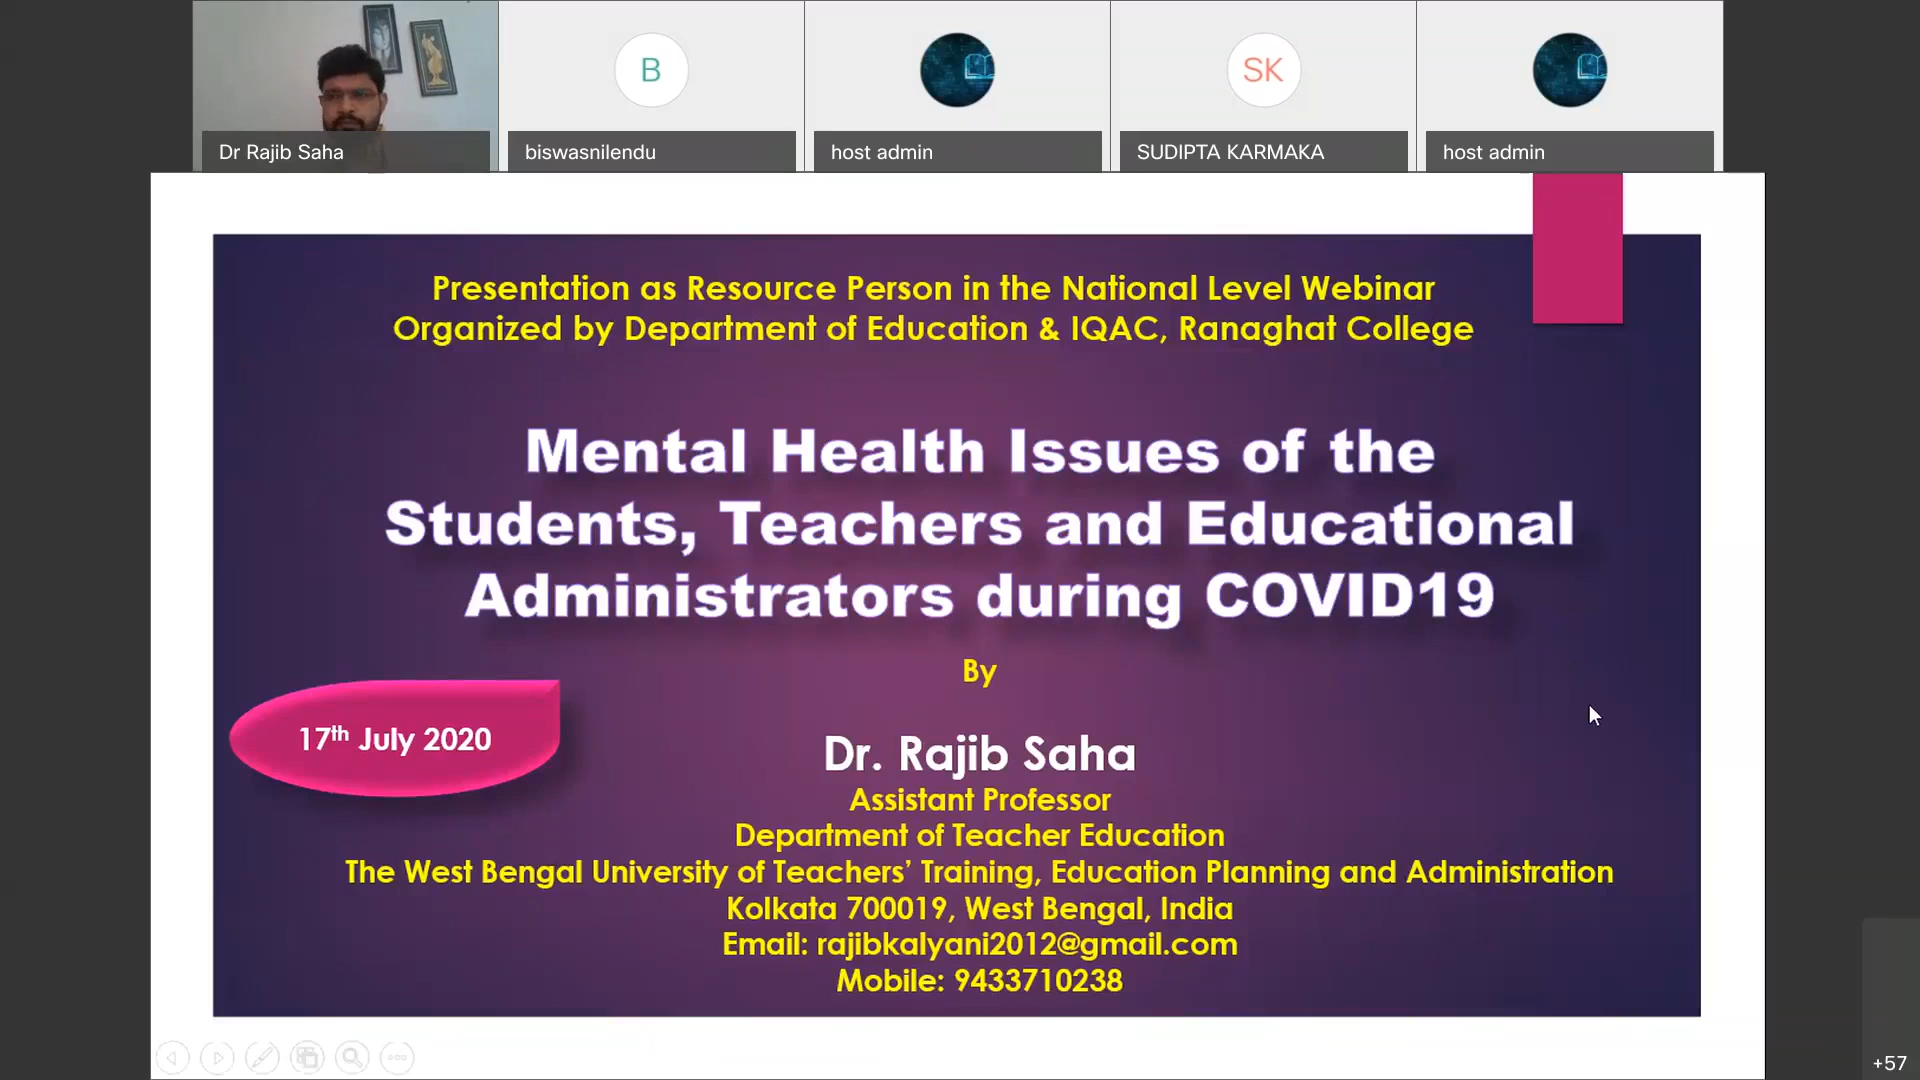 B
SK
Dr Rajib Saha
biswasnilendu
host admin
SUDIPTA KARMAKA
host admin
Presentation as Resource Person in the National Level Webinar
Organized by Department of Education & IQAC, Ranaghat College
Mental Health Issues of the
Students, Teachers and Educational
Administrators during COVID19
By
17th July 2020
Dr. Rajib Saha
Assistant Professor
Department of Teacher Education
The West Bengal University of Teachers’ Training, Education Planning and Administration
Kolkata 700019, West Bengal, India
Email: rajibkalyani2012@gmail.com
Mobile: 9433710238
+57